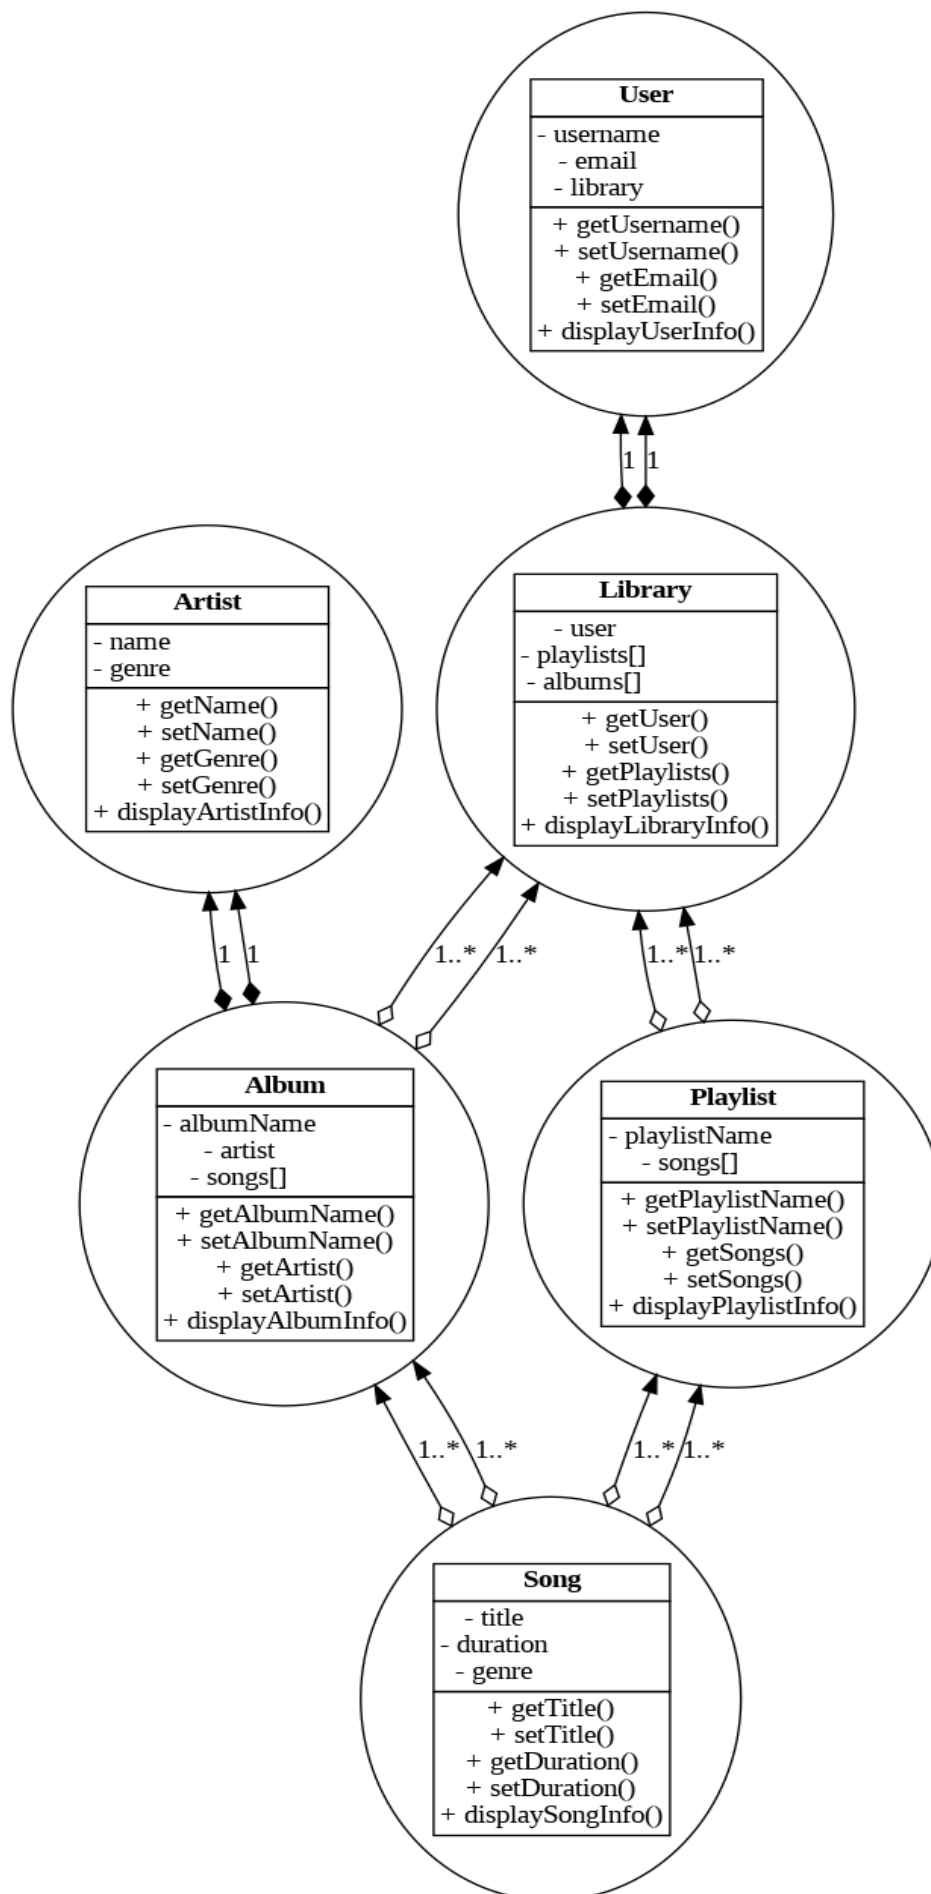 User
- username
- email
- library
+ getUsername()
+ setUsername()
+ getEmail()
+ setEmail()
+ displayUserInfo()
1
1
Artist
- name
- genre
+ getName()
+ setName()
+ getGenre()
+ setGenre()
+ displayArtistInfo()
Library
- user
- playlists[]
- albums[]
+ getUser()
+ setUser()
+ getPlaylists()
+ setPlaylists()
+ displayLibraryInfo()
1
1
1..*
1..*
1..*
1..*
Album
- albumName
- artist
- songs[]
+ getAlbumName()
+ setAlbumName()
+ getArtist()
+ setArtist()
+ displayAlbumInfo()
Playlist
- playlistName
- songs[]
+ getPlaylistName()
+ setPlaylistName()
+ getSongs()
+ setSongs()
+ displayPlaylistInfo()
1..*
1..*
1..*
1..*
Song
- title
- duration
- genre
+ getTitle()
+ setTitle()
+ getDuration()
+ setDuration()
+ displaySongInfo()